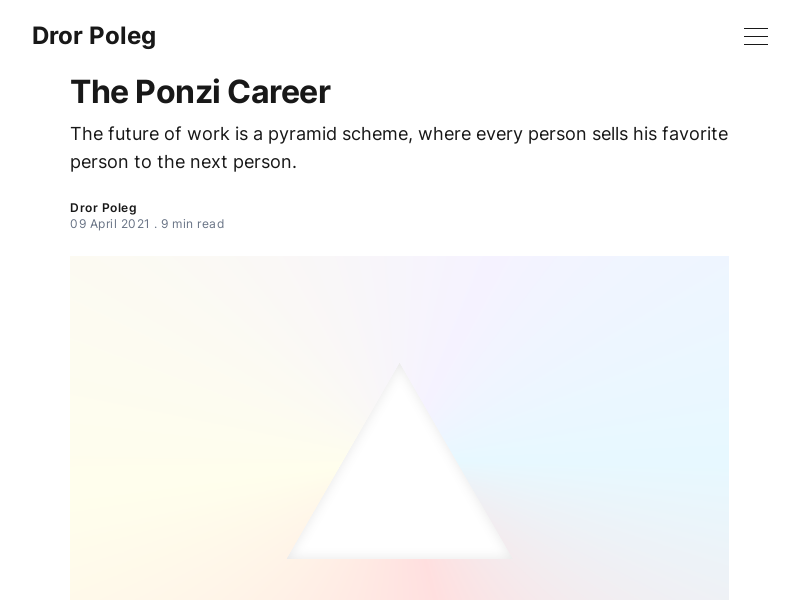 Dror Poleg
The Ponzi Career
The future of work is a pyramid scheme, where every person sells his favorite
person to the next person.
Dror Poleg
09 April 2021 . 9 min read